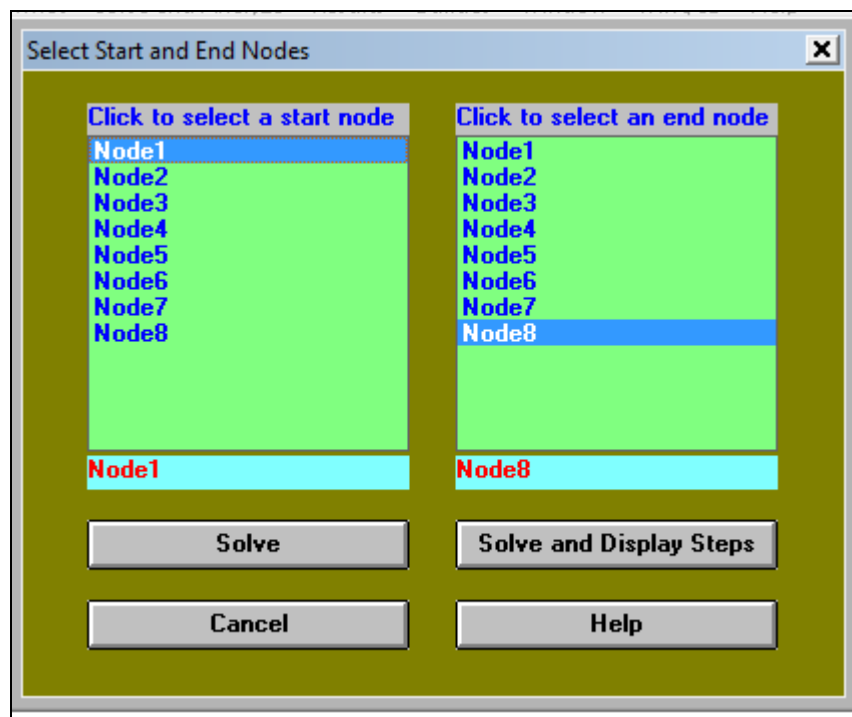 Select Start and End Nodes
Click to select a start node
Node1
Node2
Node3
Node4
Node5
Node6
Node7
Node8
Node1
Click to select an end node
Node1
Node2
Node3
Node4
Node5
Node6
Node7
Node8
Node8
Solve
Solve and Display Steps
Cancel
Help